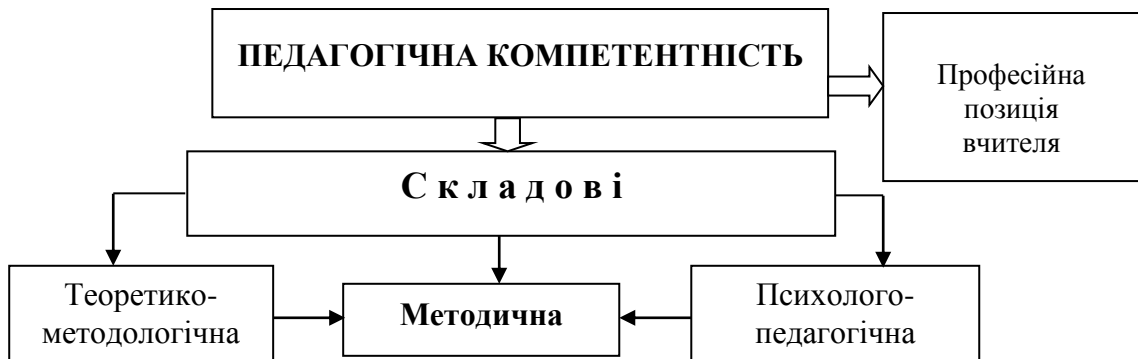 ПЕДАГОГІЧНА КОМПЕТЕНТНІСТЬ
Професійна
позиція
вчителя
С к л а д о в і
Теоретико-
методологічна
Методична
Психолого-
педагогічна